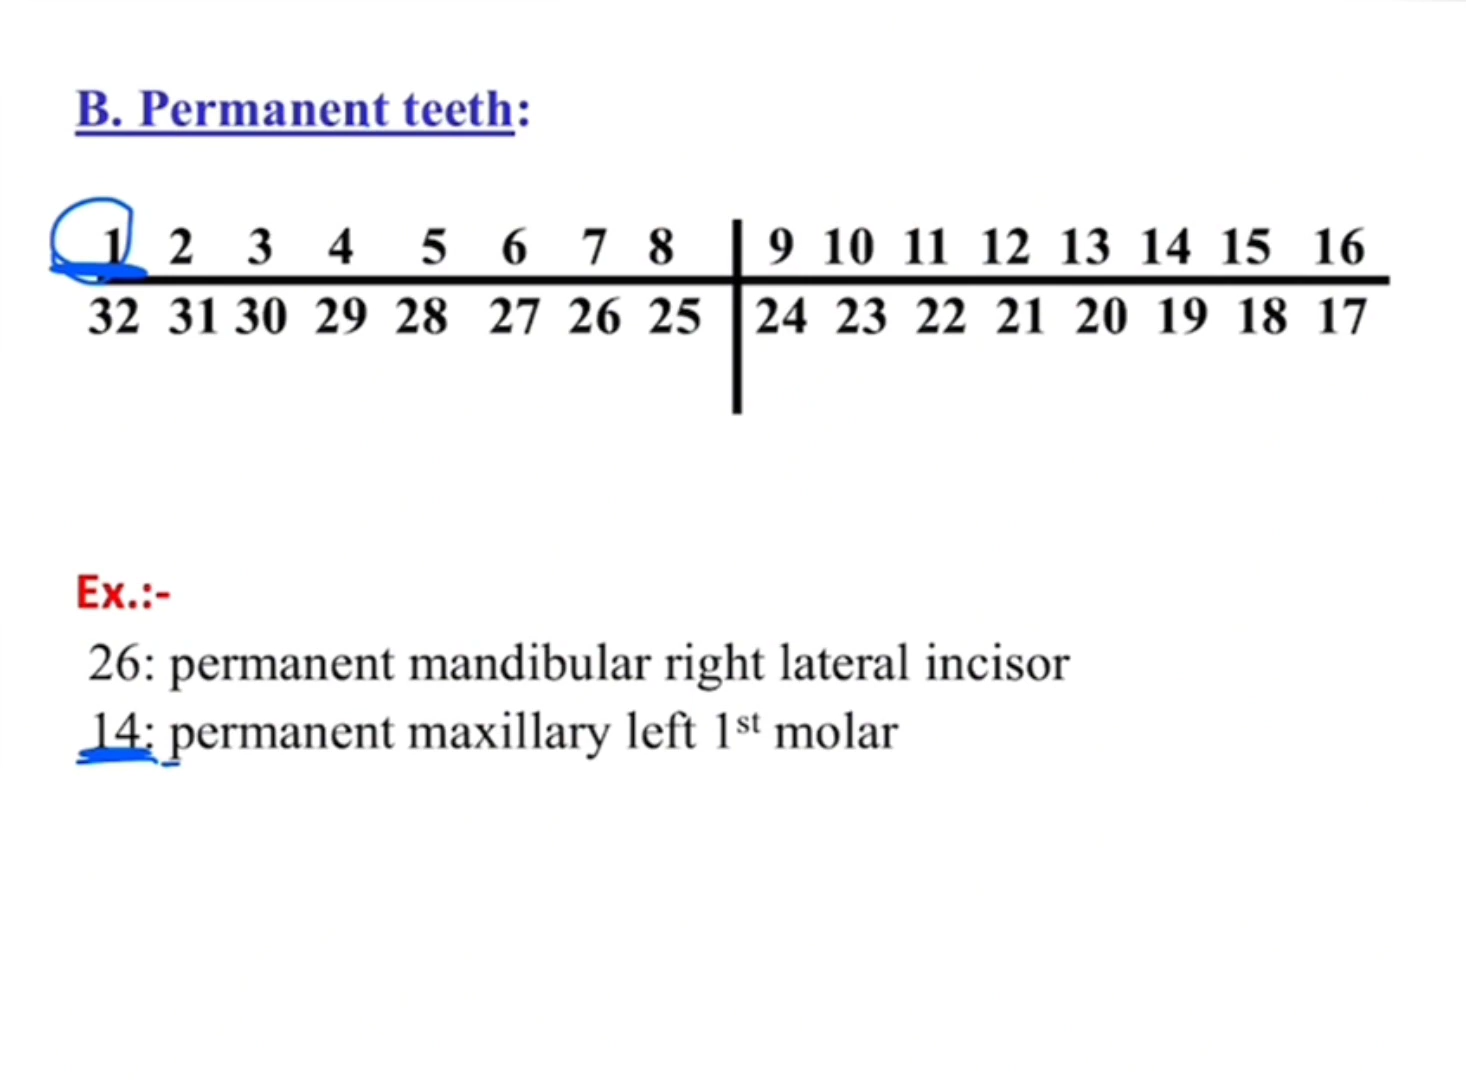 B. Permanent teeth:
1 2 3 4 5 6 7 8 9 10 11 12 13 14 15 16
32 31 30 29 28 27 26 25 24 23 22 21 20 19 18 17
Ex.:-
26: permanent mandibular right lateral incisor
14: permanent maxillary left 1st molar